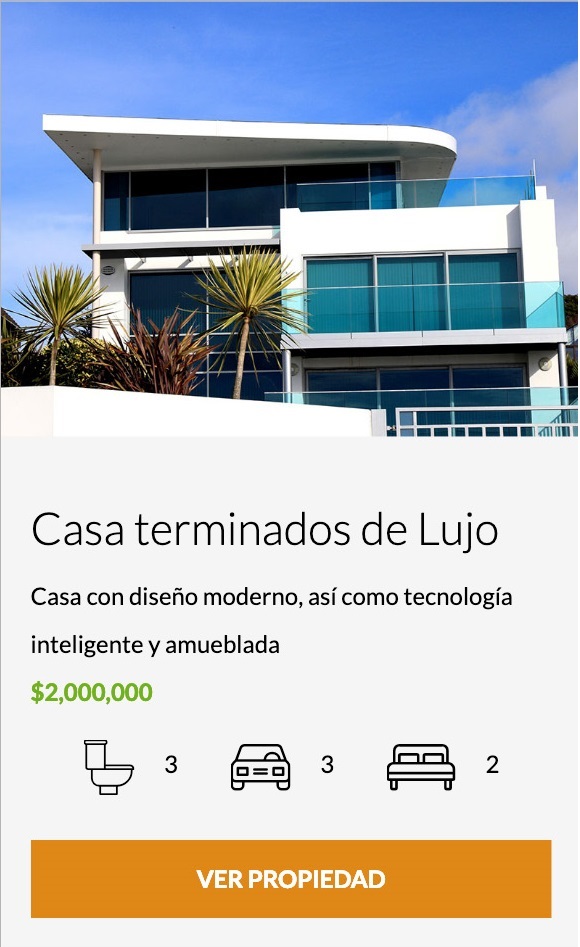 Casa terminados de Lujo
Casa con diseño moderno, así como tecnología
inteligente y amueblada
$2,000,000
3 3 2
VER PROPIEDAD